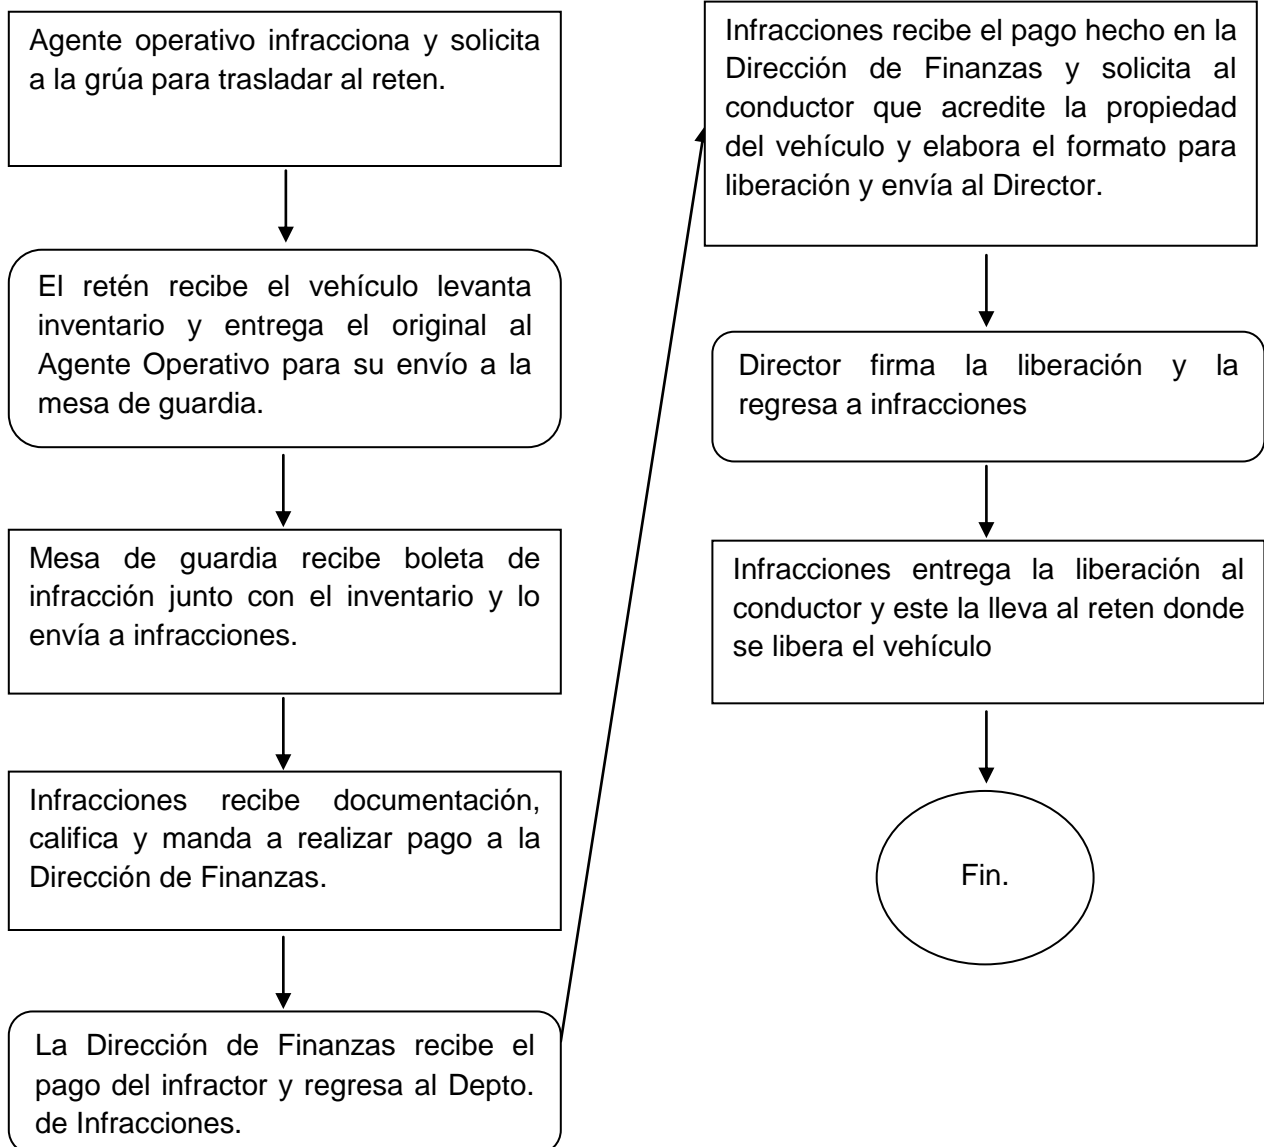 Agente operativo infracciona y solicita
a la grúa para trasladar al reten.
El retén recibe el vehículo levanta
inventario y entrega el original al
Agente Operativo para su envío a la
mesa de guardia.
Mesa de guardia recibe boleta de
infracción junto con el inventario y lo
envía a infracciones.
Infracciones recibe documentación,
califica y manda a realizar pago a la
Dirección de Finanzas.
La Dirección de Finanzas recibe el
pago del infractor y regresa al Depto.
de Infracciones.
Infracciones recibe el pago hecho en la
Dirección de Finanzas y solicita al
conductor que acredite la propiedad
del vehículo y elabora el formato para
liberación y envía al Director.
Director firma la liberación y la
regresa a infracciones
Infracciones entrega la liberación al
conductor y este la lleva al reten donde
se libera el vehículo
Fin.